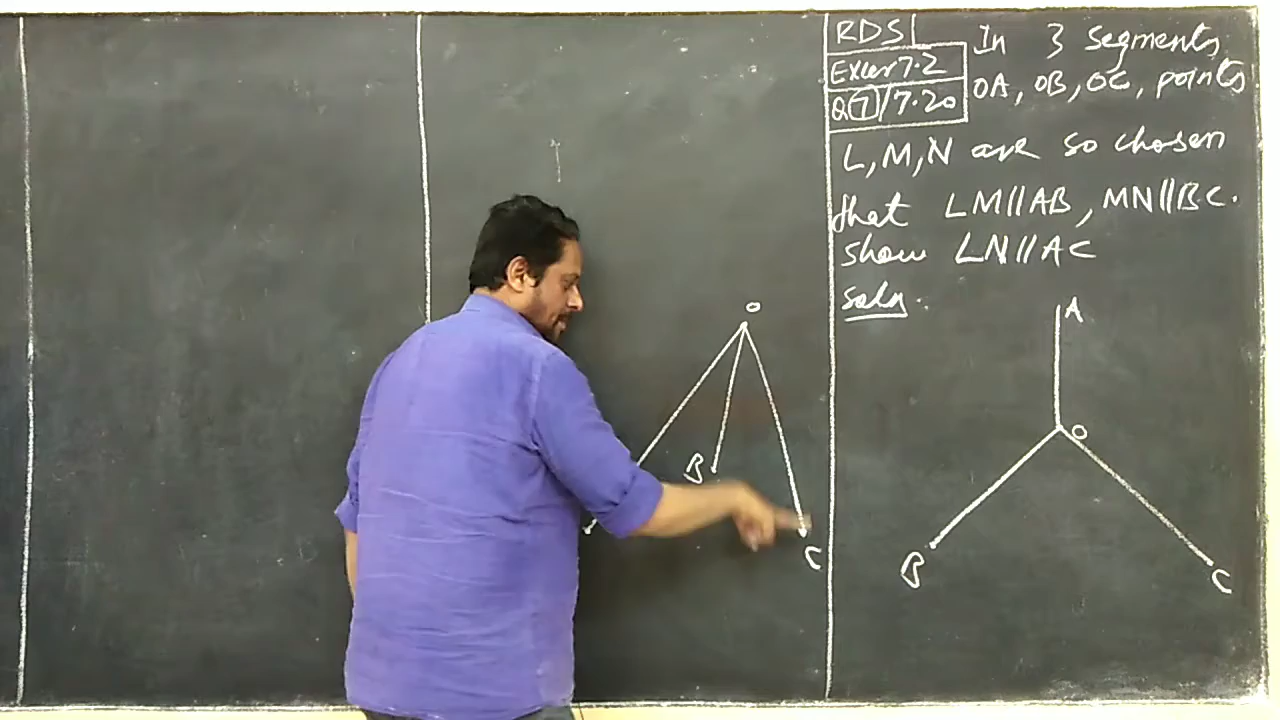 RDS
Exer 7.2
Q(7)/7.20
In 3 segments
OA, OB, OC, points
L, M, N are so chosen
that LM||AB, MN||BC.
show LN||AC
Soln.
O
B
C
A
O
B
C